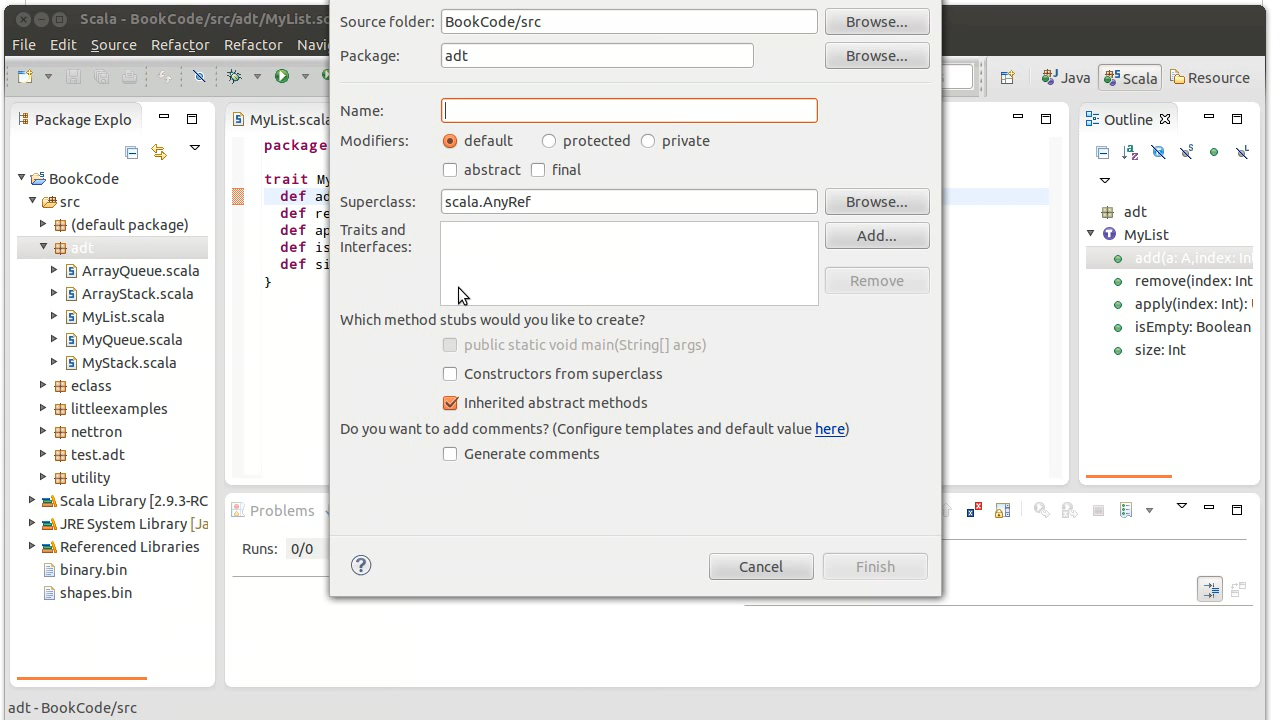 Scala - BookCode/src/adt/MyList.sc
File Edit Source Refactor Refactor Navi
Java Scala Resource
Package Explo
BookCode
src
(default package)
adt
ArrayQueue.scala
ArrayStack.scala
MyList.scala
MyQueue.scala
MyStack.scala
eclass
littleexamples
nettron
test.adt
utility
Scala Library [2.9.3-RC
JRE System Library [Ja
Referenced Libraries
binary.bin
shapes.bin
MyList.scala
package
trait My
def ad
def re
def ap
def is
def si
}
Source folder: BookCode/src Browse...
Package: adt Browse...
Name:
Modifiers: default protected private
abstract final
Superclass: scala.AnyRef Browse...
Traits and
Interfaces:
Add...
Remove
Which method stubs would you like to create?
public static void main(String[] args)
Constructors from superclass
Inherited abstract methods
Do you want to add comments? (Configure templates and default value here)
Generate comments
? Cancel Finish
Outline
adt
MyList
add(a: A,index: Int
remove(index: Int
apply(index: Int):
isEmpty: Boolean
size: Int
Problems
Runs: 0/0
adt - BookCode/src